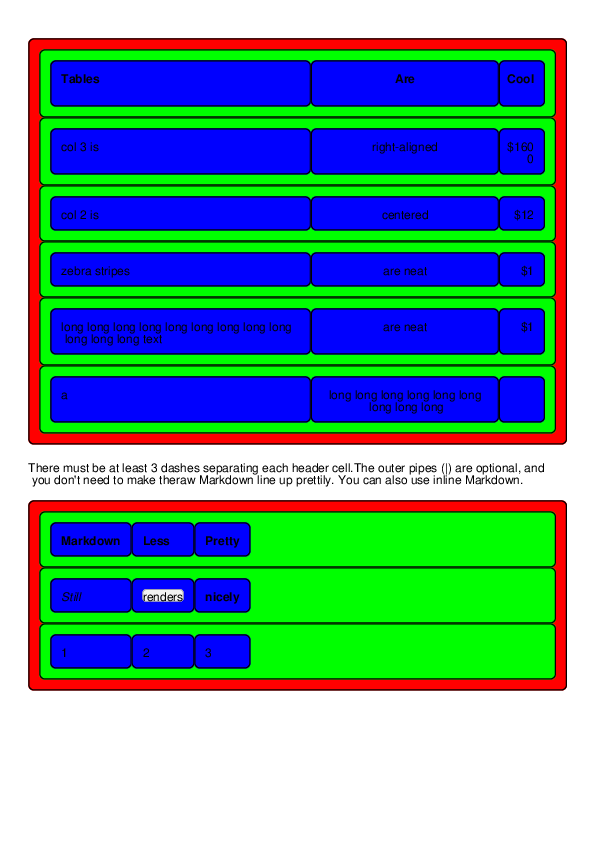 Tables Are Cool
col 3 is right-aligned $160
0
col 2 is centered $12
zebra stripes are neat $1
long long long long long long long long long are neat $1
long long long text
a long long long long long long
long long long
There must be at least 3 dashes separating each header cell.The outer pipes (|) are optional, and
you don't need to make theraw Markdown line up prettily. You can also use inline Markdown.
Markdown Less Pretty
Still renders nicely
1 2 3